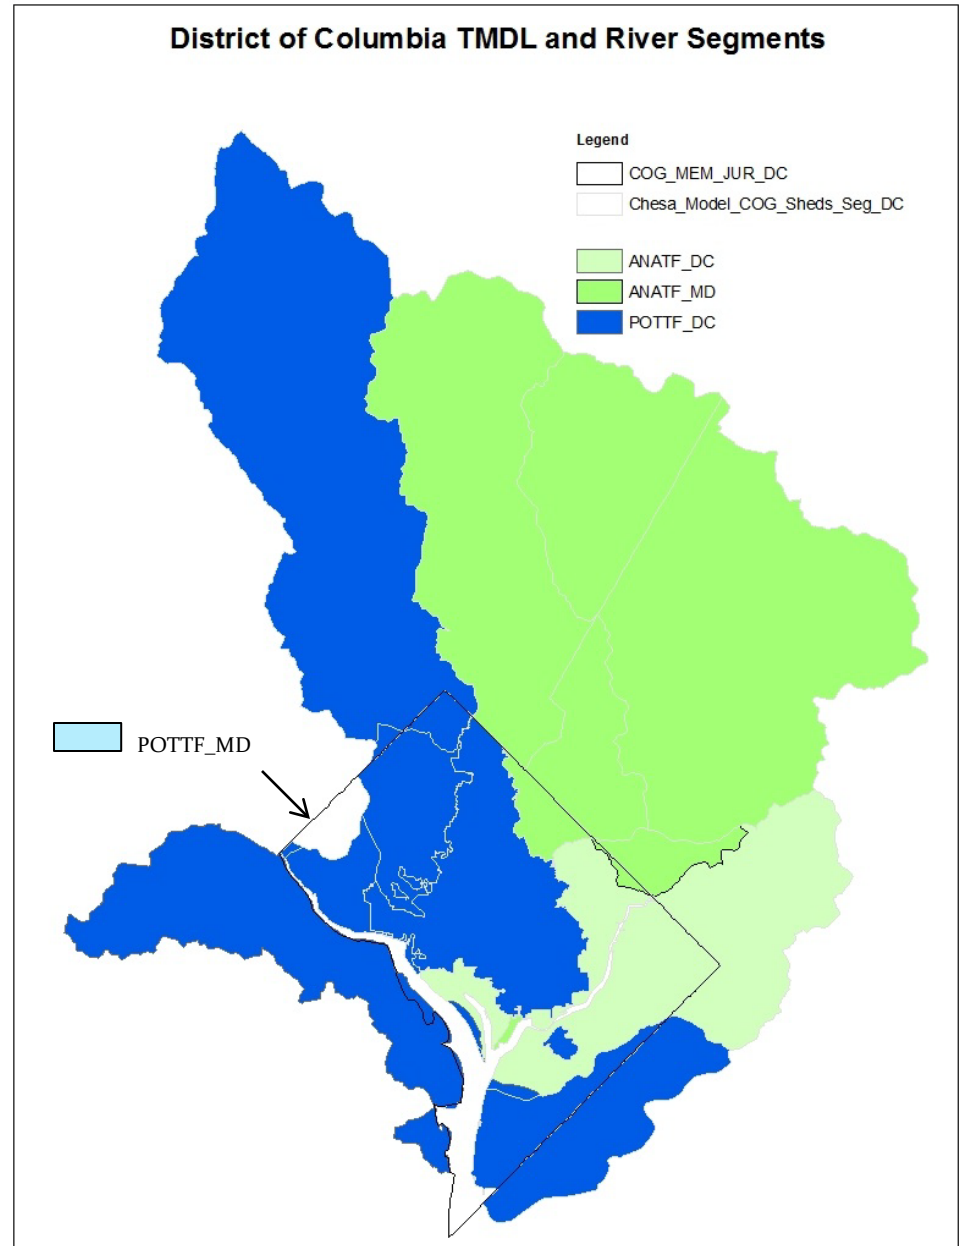 District of Columbia TMDL and River Segments
Legend
COG_MEM_JUR_DC
Chesa_Model_COG_Sheds_Seg_DC
ANATF_DC
ANATF_MD
POTTF_DC
POTTF_MD